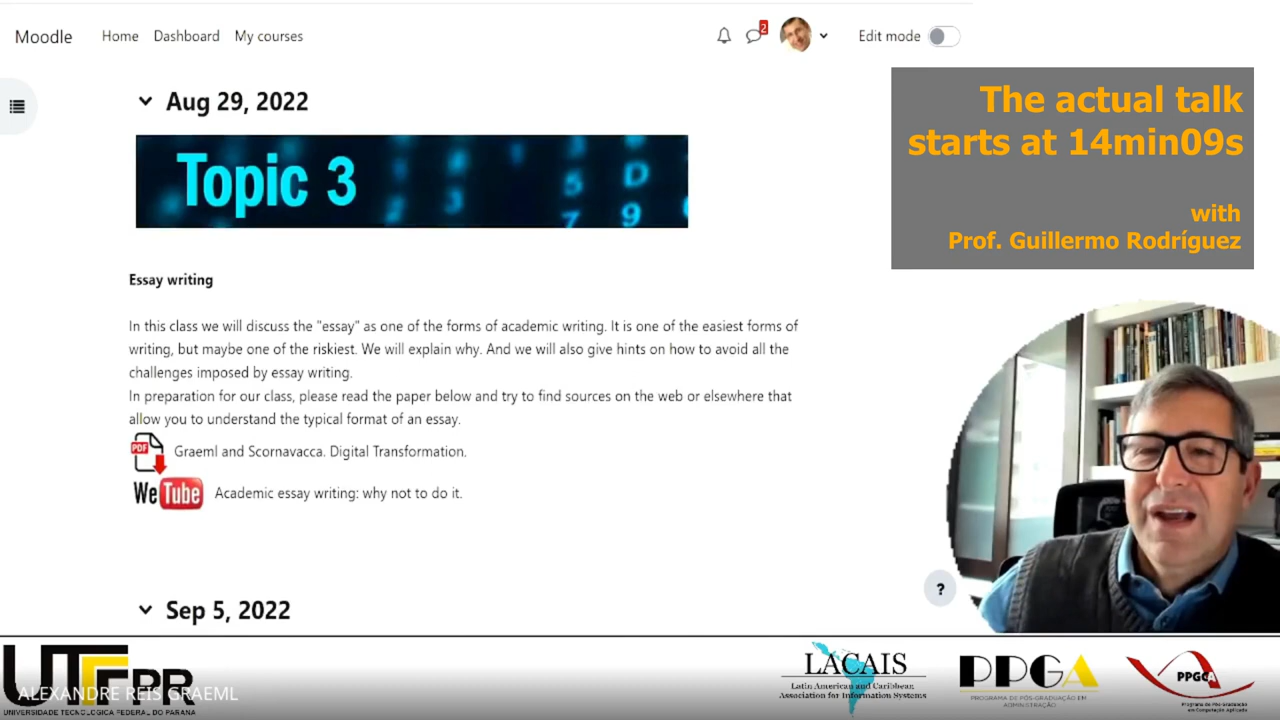 Moodle
Home
Dashboard
My courses
2
Edit mode
Aug 29, 2022
The actual talk
starts at 14min09s
with
Prof. Guillermo Rodríguez
Topic 3
Essay writing
In this class we will discuss the "essay" as one of the forms of academic writing. It is one of the easiest forms of
writing, but maybe one of the riskiest. We will explain why. And we will also give hints on how to avoid all the
challenges imposed by essay writing.
In preparation for our class, please read the paper below and try to find sources on the web or elsewhere that
allow you to understand the typical format of an essay.
PDF
Graeml and Scornavacca. Digital Transformation.
WeTube
Academic essay writing: why not to do it.
?
Sep 5, 2022
UTFPR
ALEXANDRE REIS GRAEML
UNIVERSIDADE TECNOLÓGICA FEDERAL DO PARANÁ
LACAIS
Latin American and Caribbean
Association for Information Systems
PPGA
PROGRAMA DE PÓS-GRADUAÇÃO EM
ADMINISTRAÇÃO
PPGCA
Programa de Pós-Graduação
em Computação Aplicada